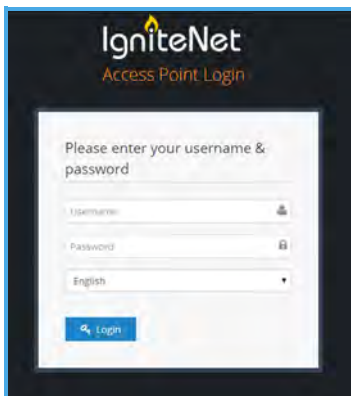 IgniteNet
Access Point Login
Please enter your username &
password
Username
Password
English
Login